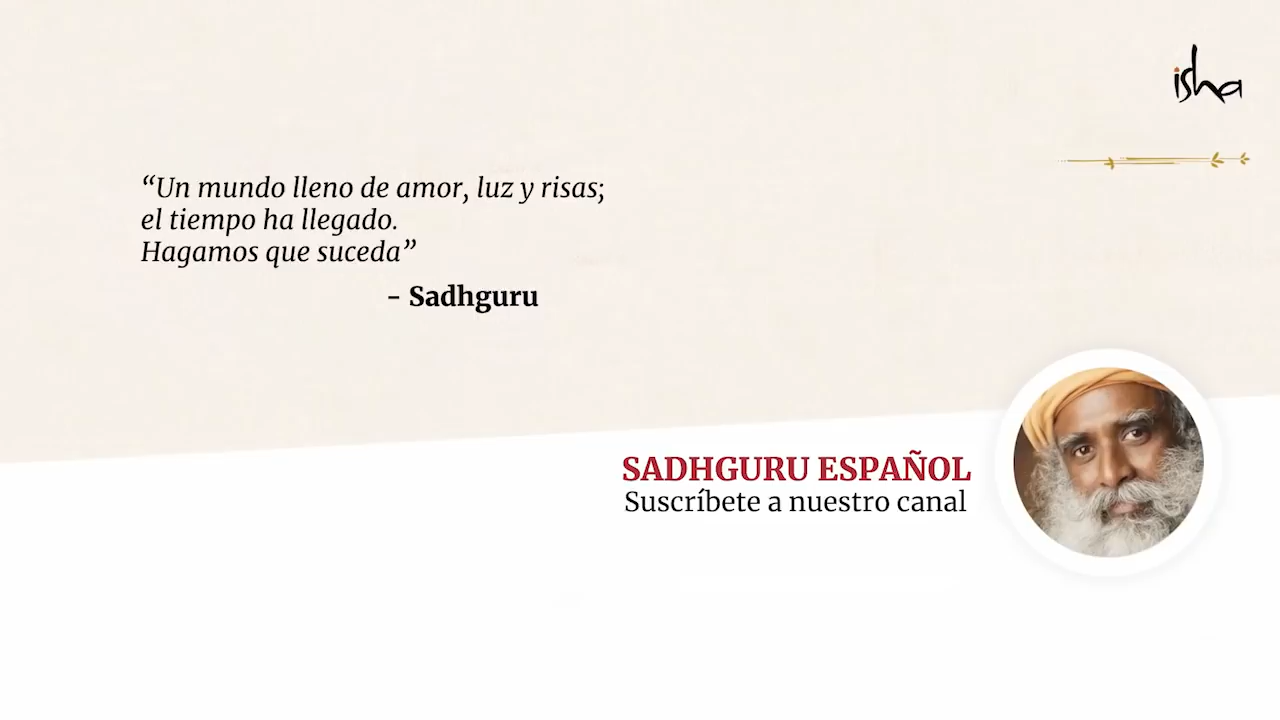 isha
“Un mundo lleno de amor, luz y risas;
el tiempo ha llegado.
Hagamos que suceda”
- Sadhguru
SADHGURU ESPAÑOL
Suscríbete a nuestro canal